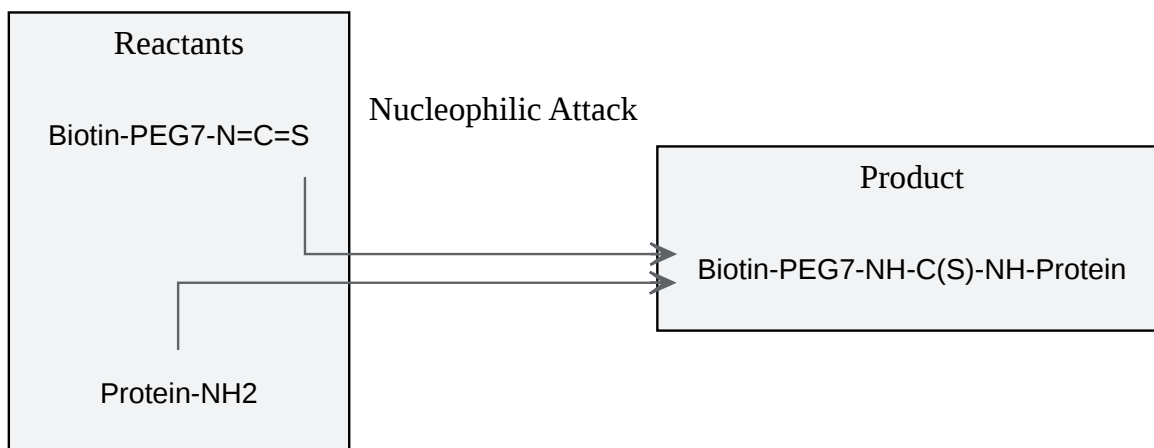 Reactants
Biotin-PEG7-N=C=S
Nucleophilic Attack
Product
Biotin-PEG7-NH-C(S)-NH-Protein
Protein-NH2